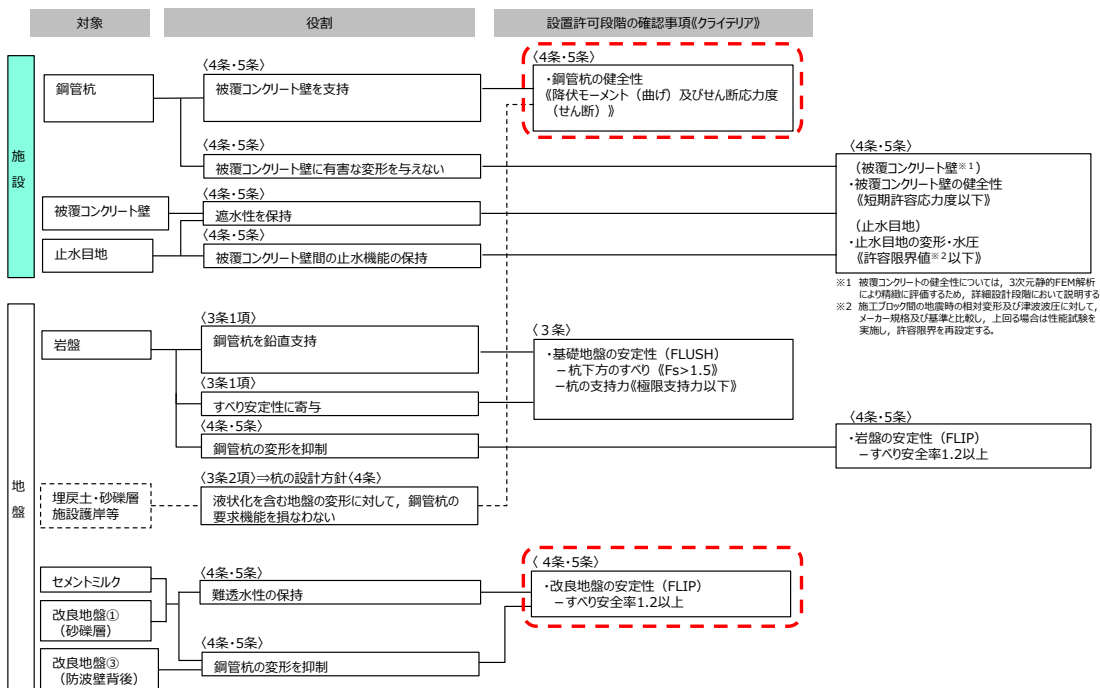 対象
役割
設置許可段階の確認事項《クライテリア》
施
設
鋼管杭
〈4条・5条〉
被覆コンクリート壁を支持
〈4条・5条〉
・鋼管杭の健全性
《降伏モーメント（曲げ）及びせん断応力度
（せん断）》
〈4条・5条〉
被覆コンクリート壁に有害な変形を与えない
被覆コンクリート壁
〈4条・5条〉
遮水性を保持
止水目地
〈4条・5条〉
被覆コンクリート壁間の止水機能の保持
〈4条・5条〉
（被覆コンクリート壁※1）
・被覆コンクリート壁の健全性
《短期許容応力度以下》
（止水目地）
・止水目地の変形・水圧
《許容限界値※2以下》
※1 被覆コンクリートの健全性については，3次元静的FEM解析
により精緻に評価するため，詳細設計段階において説明する
※2 施工ブロック間の地震時の相対変形及び津波波圧に対して，
メーカー規格及び基準と比較し，上回る場合は性能試験を
実施し，許容限界を再設定する。
地
盤
岩盤
〈3条1項〉
鋼管杭を鉛直支持
〈3条1項〉
すべり安定性に寄与
〈4条・5条〉
鋼管杭の変形を抑制
〈３条〉
・基礎地盤の安定性（FLUSH）
－杭下方のすべり《Fs>1.5》
－杭の支持力《極限支持力以下》
〈4条・5条〉
・岩盤の安定性（FLIP）
－すべり安全率1.2以上
埋戻土・砂礫層
施設護岸等
〈3条2項〉⇒杭の設計方針〈4条〉
液状化を含む地盤の変形に対して，鋼管杭の
要求機能を損なわない
セメントミルク
改良地盤①
（砂礫層）
改良地盤③
（防波壁背後）
〈4条・5条〉
難透水性の保持
〈4条・5条〉
鋼管杭の変形を抑制
〈 4条・5条〉
・改良地盤の安定性（FLIP）
－すべり安全率1.2以上